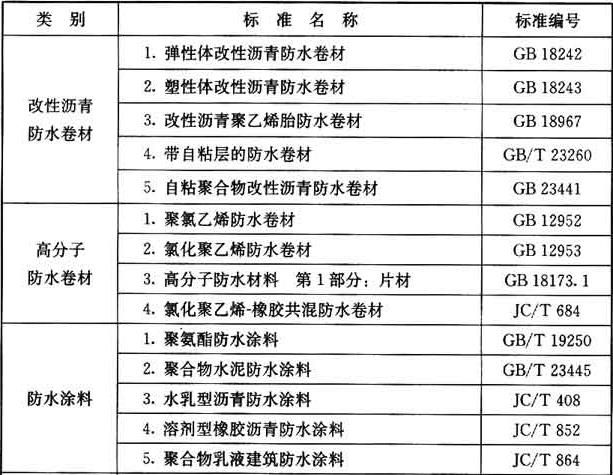 类 别 标 准 名 称 标准编号
改性沥青
防水卷材
1. 弹性体改性沥青防水卷材 GB 18242
2. 塑性体改性沥青防水卷材 GB 18243
3. 改性沥青聚乙烯胎防水卷材 GB 18967
4. 带自粘层的防水卷材 GB/T 23260
5. 自粘聚合物改性沥青防水卷材 GB 23441
高分子
防水卷材
1. 聚氯乙烯防水卷材 GB 12952
2. 氯化聚乙烯防水卷材 GB 12953
3. 高分子防水材料 第1部分：片材 GB 18173.1
4. 氯化聚乙烯-橡胶共混防水卷材 JC/T 684
防水涂料
1. 聚氨酯防水涂料 GB/T 19250
2. 聚合物水泥防水涂料 GB/T 23445
3. 水乳型沥青防水涂料 JC/T 408
4. 溶剂型橡胶沥青防水涂料 JC/T 852
5. 聚合物乳液建筑防水涂料 JC/T 864